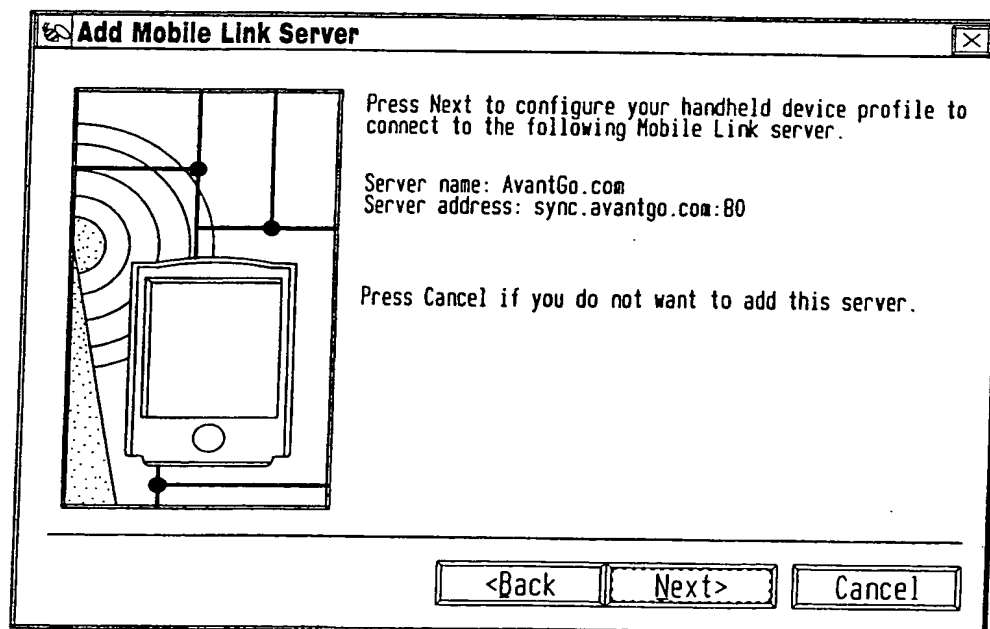 Add Mobile Link Server
Press Next to configure your handheld device profile to
connect to the following Mobile Link server.
Server name: AvantGo.com
Server address: sync.avantgo.com:80
Press Cancel if you do not want to add this server.
<Back
Next>
Cancel